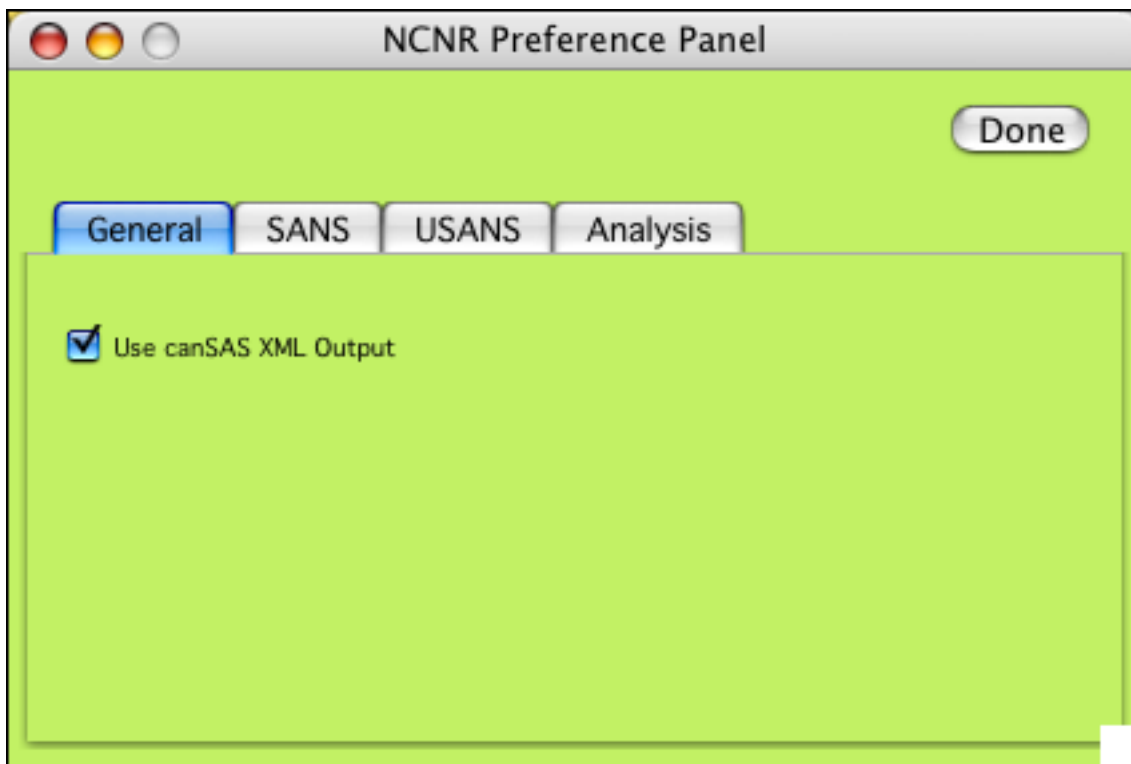 NCNR Preference Panel
Done
General SANS USANS Analysis
Use canSAS XML Output